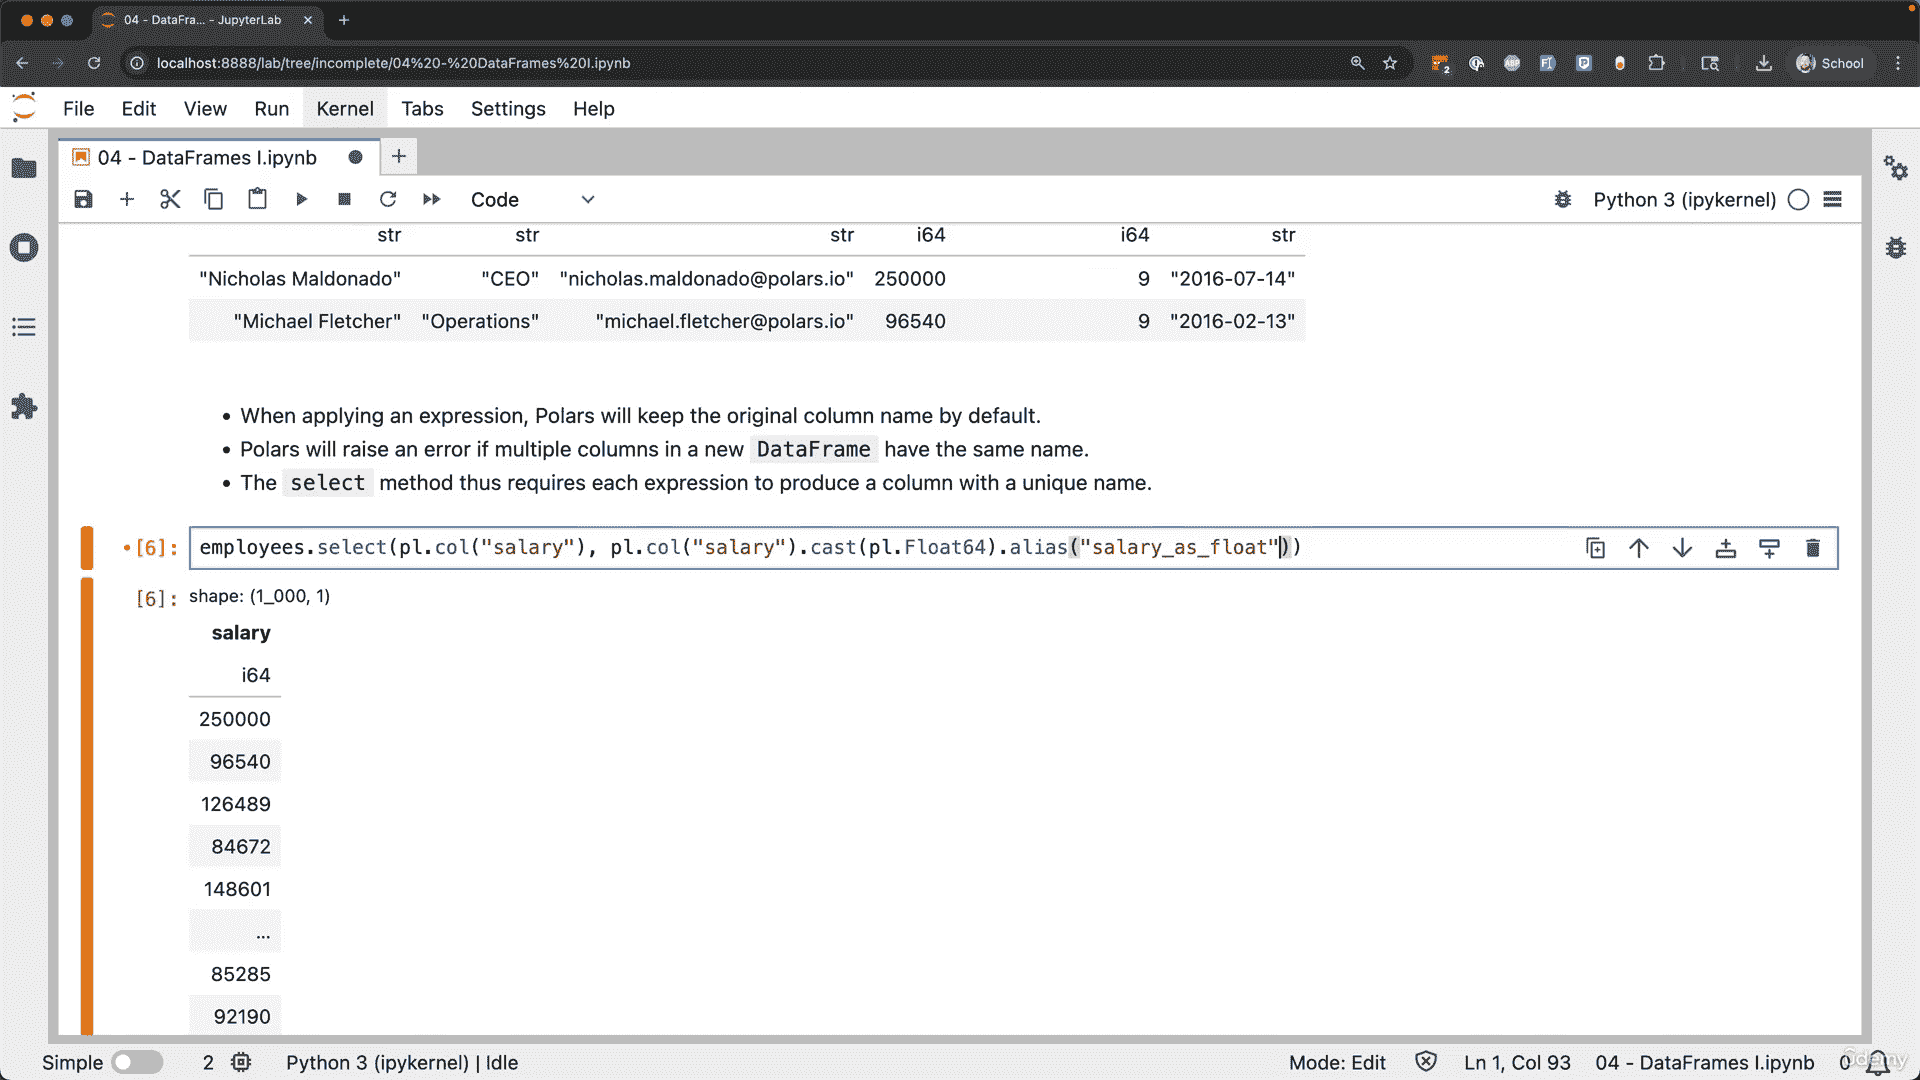 04 - DataFra... - JupyterLab
localhost:8888/lab/tree/incomplete/04%20-%20DataFrames%20I.ipynb
2
ABP
School
File Edit View Run Kernel Tabs Settings Help
04 - DataFrames I.ipynb
Code
Python 3 (ipykernel)
str str str i64 i64 str
"Nicholas Maldonado" "CEO" "nicholas.maldonado@polars.io" 250000 9 "2016-07-14"
"Michael Fletcher" "Operations" "michael.fletcher@polars.io" 96540 9 "2016-02-13"
• When applying an expression, Polars will keep the original column name by default.
• Polars will raise an error if multiple columns in a new DataFrame have the same name.
• The select method thus requires each expression to produce a column with a unique name.
[6]: employees.select(pl.col("salary"), pl.col("salary").cast(pl.Float64).alias("salary_as_float"))
[6]: shape: (1_000, 1)
salary
i64
250000
96540
126489
84672
148601
...
85285
92190
Simple 2 Python 3 (ipykernel) | Idle Mode: Edit Ln 1, Col 93 04 - DataFrames I.ipynb 0
Udemy